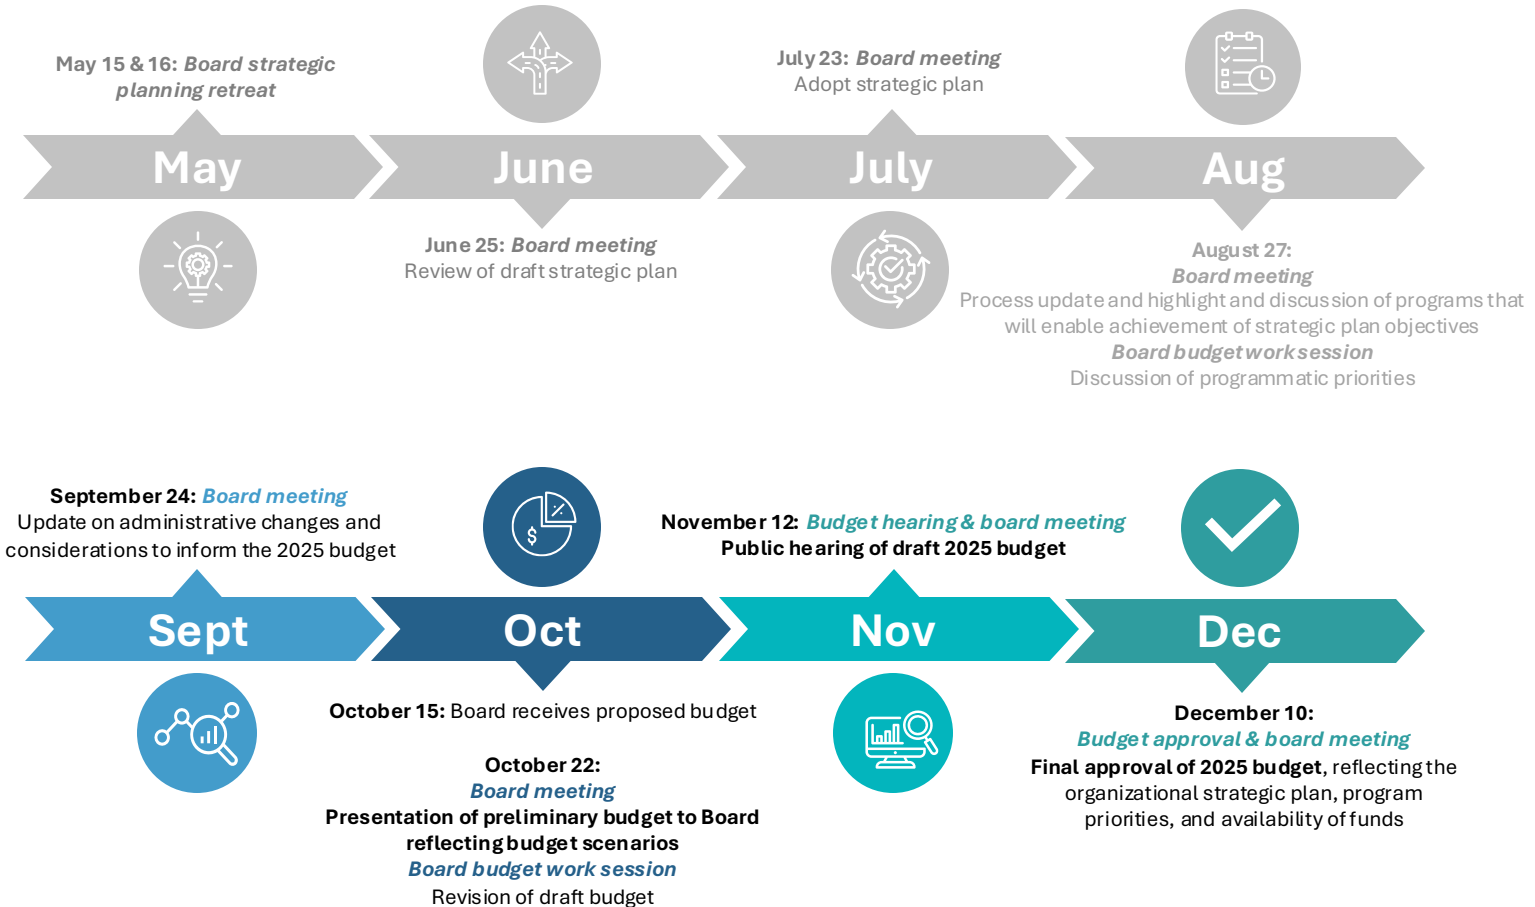 May 15 & 16: Board strategic
planning retreat
July 23: Board meeting
Adopt strategic plan
May
June
July
Aug
June 25: Board meeting
Review of draft strategic plan
August 27:
Board meeting
Process update and highlight and discussion of programs that
will enable achievement of strategic plan objectives
Board budget work session
Discussion of programmatic priorities
September 24: Board meeting
Update on administrative changes and
considerations to inform the 2025 budget
%
$
November 12: Budget hearing & board meeting
Public hearing of draft 2025 budget
Sept
Oct
Nov
Dec
October 15: Board receives proposed budget
October 22:
Board meeting
Presentation of preliminary budget to Board
reflecting budget scenarios
Board budget work session
Revision of draft budget
December 10:
Budget approval & board meeting
Final approval of 2025 budget, reflecting the
organizational strategic plan, program
priorities, and availability of funds